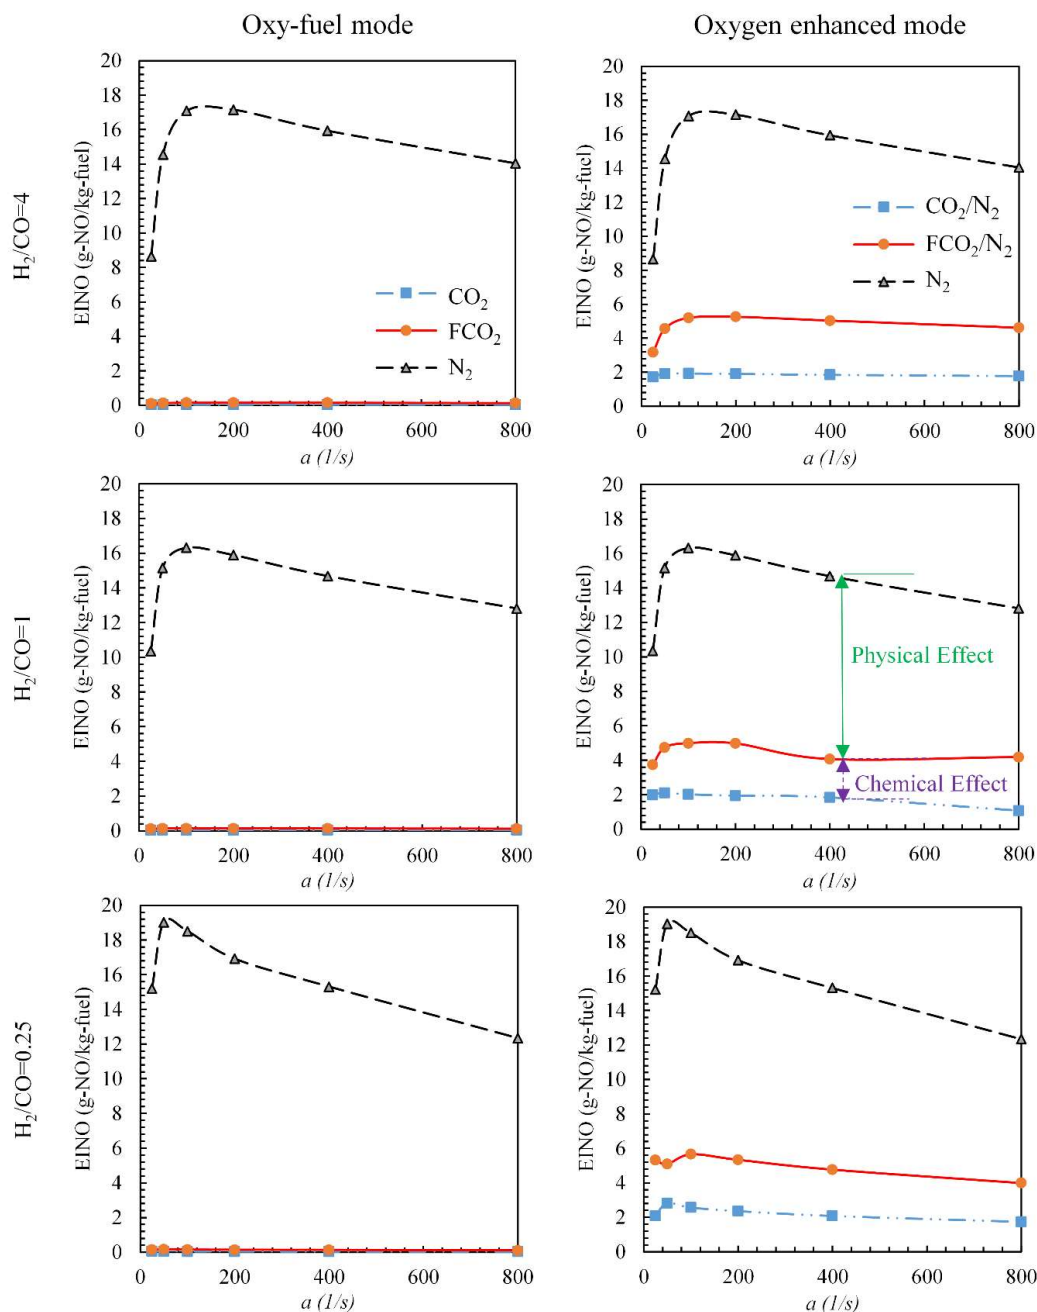 Oxy-fuel mode
Oxygen enhanced mode
H2/CO=4
EINO (g-NO/kg-fuel)
20
18
16
14
12
10
8
6
4
2
0
CO2
FCO2
N2
0 200 400 600 800
a (1/s)
EINO (g-NO/kg-fuel)
20
18
16
14
12
10
8
6
4
2
0
CO2/N2
FCO2/N2
N2
0 200 400 600 800
a (1/s)
H2/CO=1
EINO (g-NO/kg-fuel)
20
18
16
14
12
10
8
6
4
2
0
0 200 400 600 800
a (1/s)
EINO (g-NO/kg-fuel)
20
18
16
14
12
10
8
6
4
2
0
Physical Effect
Chemical Effect
0 200 400 600 800
a (1/s)
H2/CO=0.25
EINO (g-NO/kg-fuel)
20
18
16
14
12
10
8
6
4
2
0
0 200 400 600 800
a (1/s)
EINO (g-NO/kg-fuel)
20
18
16
14
12
10
8
6
4
2
0
0 200 400 600 800
a (1/s)